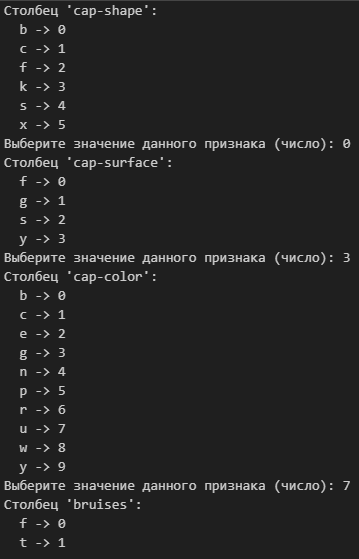 Столбец 'cap-shape':
  b -> 0
  c -> 1
  f -> 2
  k -> 3
  s -> 4
  x -> 5
Выберите значение данного признака (число): 0
Столбец 'cap-surface':
  f -> 0
  g -> 1
  s -> 2
  y -> 3
Выберите значение данного признака (число): 3
Столбец 'cap-color':
  b -> 0
  c -> 1
  e -> 2
  g -> 3
  n -> 4
  p -> 5
  r -> 6
  u -> 7
  w -> 8
  y -> 9
Выберите значение данного признака (число): 7
Столбец 'bruises':
  f -> 0
  t -> 1